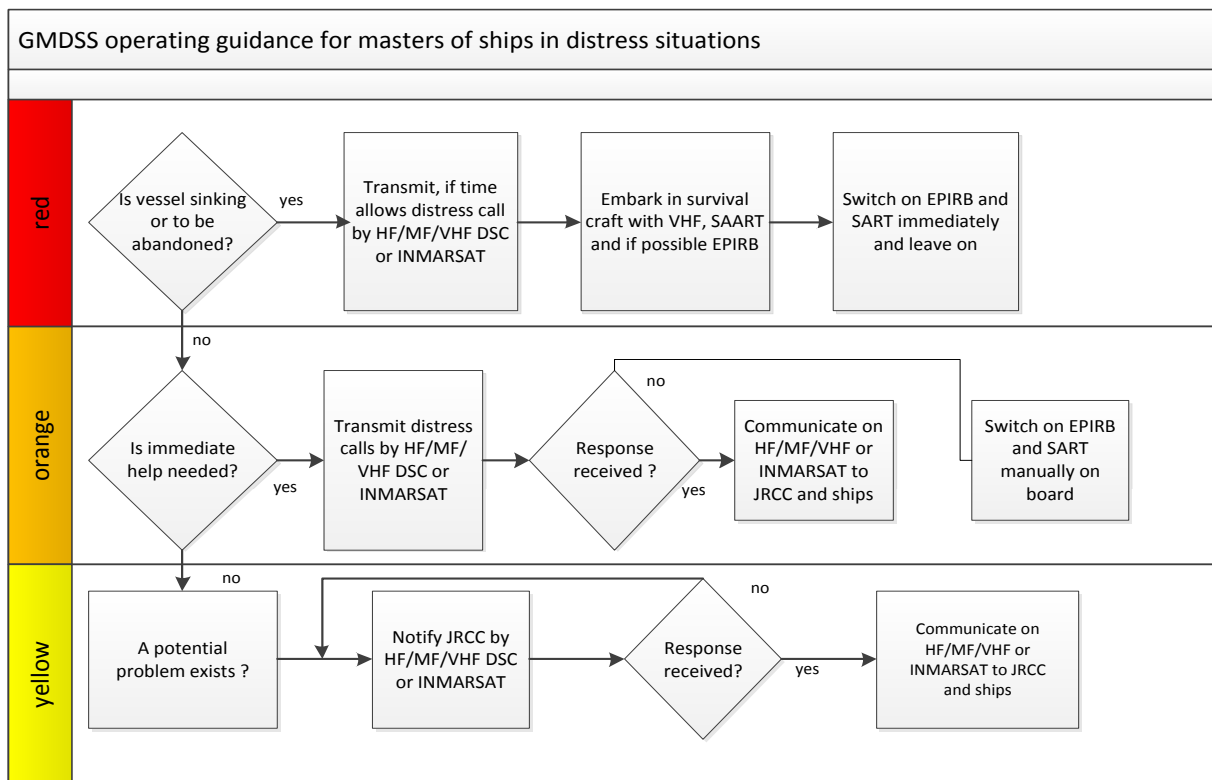 GMDSS operating guidance for masters of ships in distress situations
red
Is vessel sinking
or to be
abandoned?
yes
Transmit, if time
allows distress call
by HF/MF/VHF DSC
or INMARSAT
Embark in survival
craft with VHF, SAART
and if possible EPIRB
Switch on EPIRB and
SART immediately
and leave on
no
orange
Is immediate
help needed?
yes
Transmit distress
calls by HF/MF/
VHF DSC or
INMARSAT
Response
received ?
no
yes
Communicate on
HF/MF/VHF or
INMARSAT to
JRCC and ships
Switch on EPIRB
and SART
manually on
board
no
yellow
A potential
problem exists ?
Notify JRCC by
HF/MF/VHF DSC
or INMARSAT
Response
received?
no
yes
Communicate on
HF/MF/VHF or
INMARSAT to JRCC
and ships